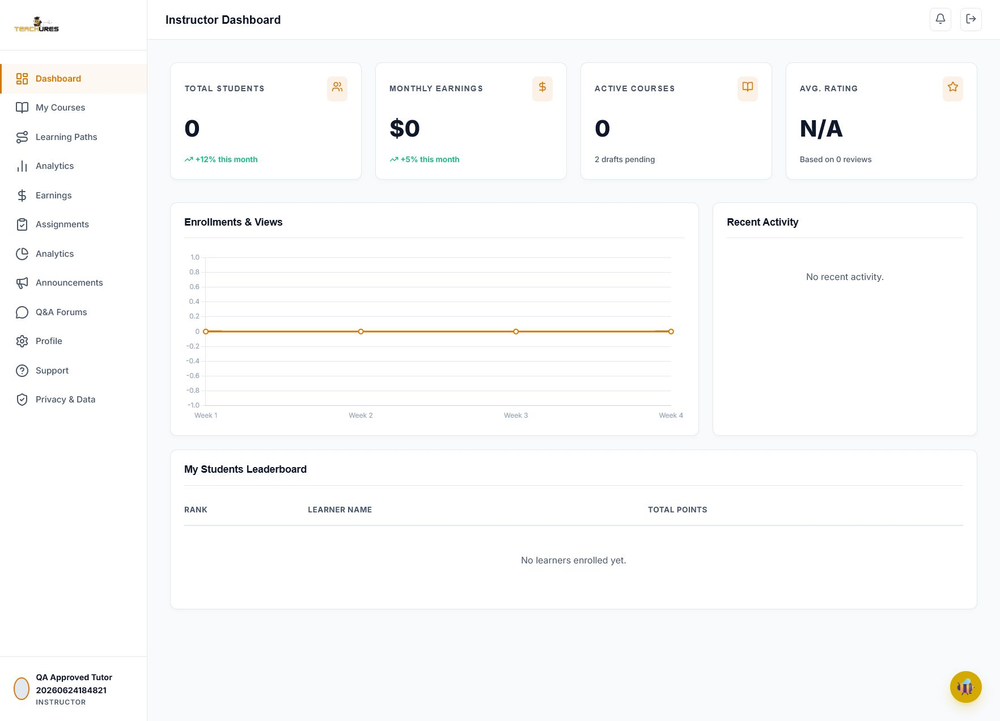 TEACHURES
Instructor Dashboard
Dashboard
My Courses
Learning Paths
Analytics
Earnings
Assignments
Analytics
Announcements
Q&A Forums
Profile
Support
Privacy & Data
QA Approved Tutor
20260624184821
INSTRUCTOR
TOTAL STUDENTS
0
+12% this month
MONTHLY EARNINGS
$0
+5% this month
ACTIVE COURSES
0
2 drafts pending
AVG. RATING
N/A
Based on 0 reviews
Enrollments & Views
1.0
0.8
0.6
0.4
0.2
0
-0.2
-0.4
-0.6
-0.8
-1.0
Week 1 Week 2 Week 3 Week 4
Recent Activity
No recent activity.
My Students Leaderboard
RANK LEARNER NAME TOTAL POINTS
No learners enrolled yet.